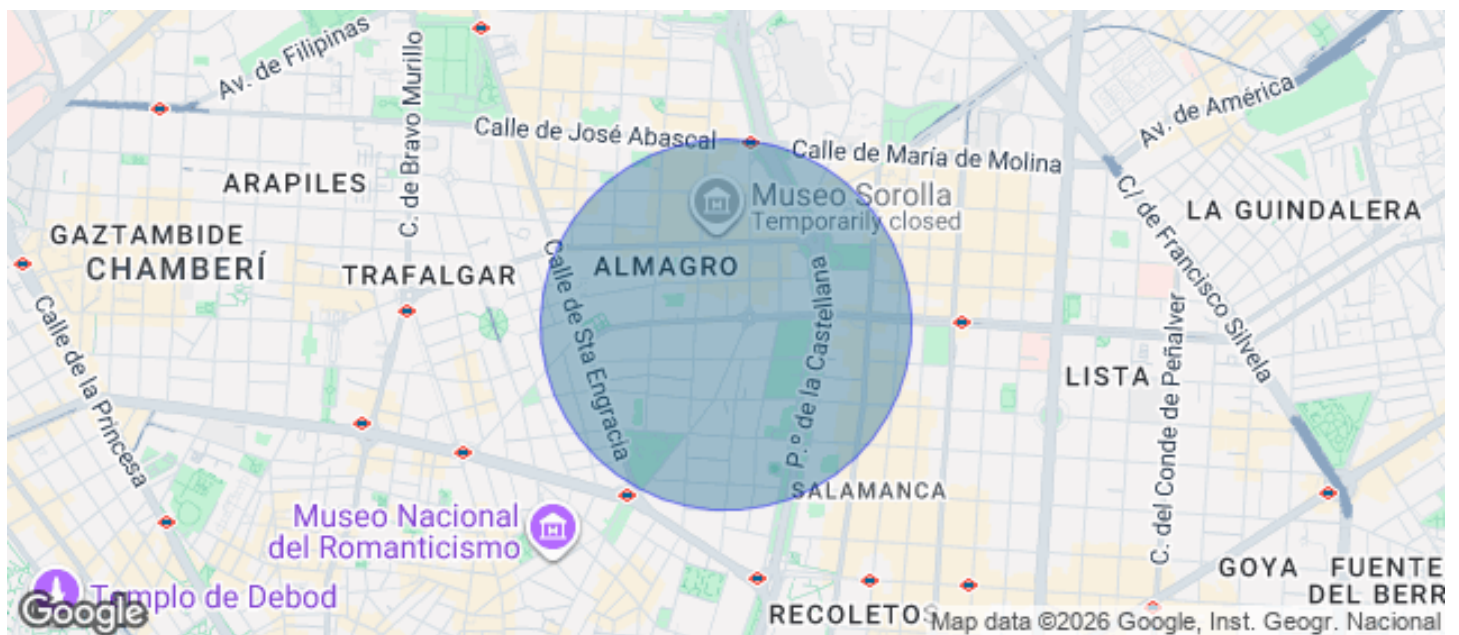 Av. de Filipinas
C. de Bravo Murillo
Calle de José Abascal
Calle de María de Molina
Av. de América
C/ de Francisco Silvela
ARAPILES
Museo Sorolla
Temporarily closed
LA GUINDALERA
GAZTAMBIDE
CHAMBERÍ
TRAFALGAR
ALMAGRO
Calle de Sta Engracia
P.º de la Castellana
Calle de la Princesa
LISTA
C. del Conde de Peñalver
SALAMANCA
Museo Nacional
del Romanticismo
GOYA
FUENTE
DEL BERR
Templo de Debod
Google
RECOLETOS
Map data ©2026 Google, Inst. Geogr. Nacional